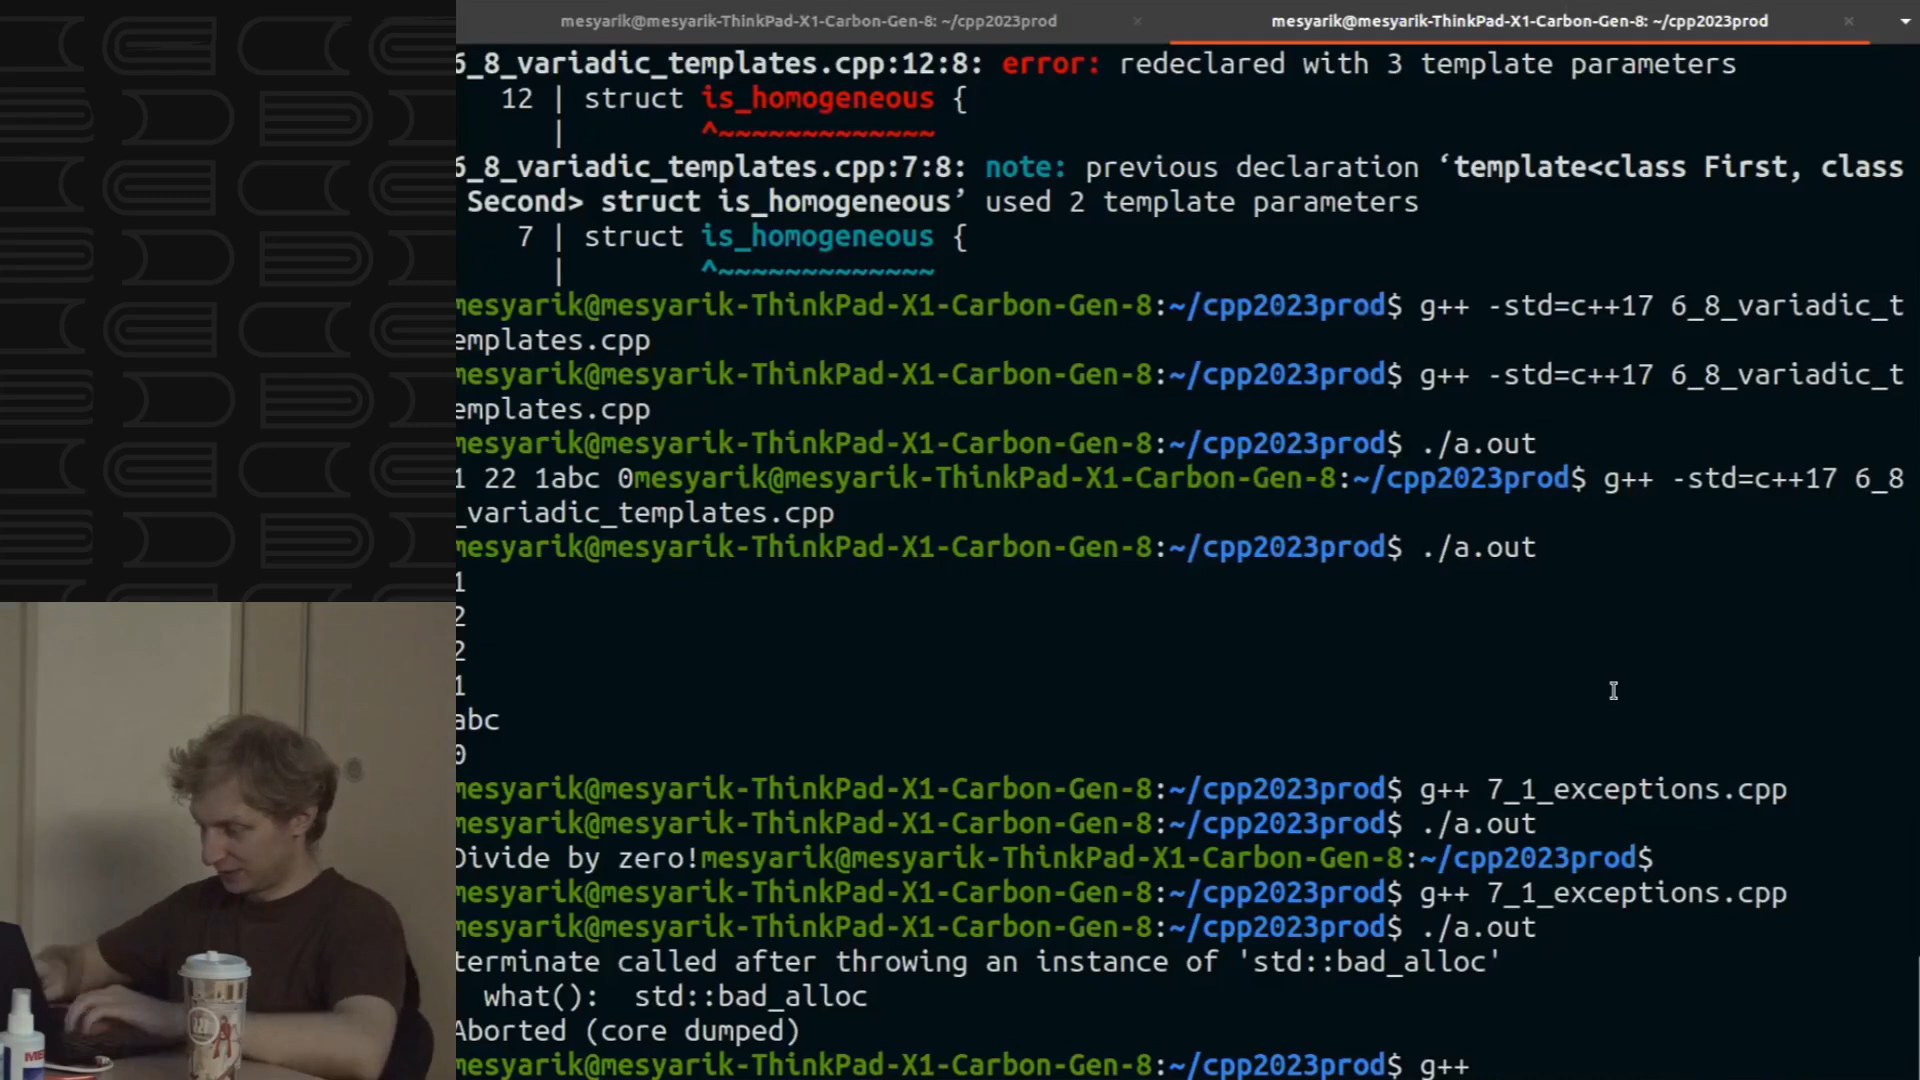 mesyarik@mesyarik-ThinkPad-X1-Carbon-Gen-8: ~/cpp2023prod × mesyarik@mesyarik-ThinkPad-X1-Carbon-Gen-8: ~/cpp2023prod ×
6_8_variadic_templates.cpp:12:8: error: redeclared with 3 template parameters
12 | struct is_homogeneous {
| ^~~~~~~~~~~~~~
6_8_variadic_templates.cpp:7:8: note: previous declaration ‘template<class First, class
Second> struct is_homogeneous’ used 2 template parameters
7 | struct is_homogeneous {
| ^~~~~~~~~~~~~~
mesyarik@mesyarik-ThinkPad-X1-Carbon-Gen-8:~/cpp2023prod$ g++ -std=c++17 6_8_variadic_t
emplates.cpp
mesyarik@mesyarik-ThinkPad-X1-Carbon-Gen-8:~/cpp2023prod$ g++ -std=c++17 6_8_variadic_t
emplates.cpp
mesyarik@mesyarik-ThinkPad-X1-Carbon-Gen-8:~/cpp2023prod$ ./a.out
1 22 1abc 0mesyarik@mesyarik-ThinkPad-X1-Carbon-Gen-8:~/cpp2023prod$ g++ -std=c++17 6_8
_variadic_templates.cpp
mesyarik@mesyarik-ThinkPad-X1-Carbon-Gen-8:~/cpp2023prod$ ./a.out
1
2
2
1
abc
0
mesyarik@mesyarik-ThinkPad-X1-Carbon-Gen-8:~/cpp2023prod$ g++ 7_1_exceptions.cpp
mesyarik@mesyarik-ThinkPad-X1-Carbon-Gen-8:~/cpp2023prod$ ./a.out
Divide by zero!mesyarik@mesyarik-ThinkPad-X1-Carbon-Gen-8:~/cpp2023prod$
mesyarik@mesyarik-ThinkPad-X1-Carbon-Gen-8:~/cpp2023prod$ g++ 7_1_exceptions.cpp
mesyarik@mesyarik-ThinkPad-X1-Carbon-Gen-8:~/cpp2023prod$ ./a.out
terminate called after throwing an instance of 'std::bad_alloc'
what(): std::bad_alloc
Aborted (core dumped)
mesyarik@mesyarik-ThinkPad-X1-Carbon-Gen-8:~/cpp2023prod$ g++